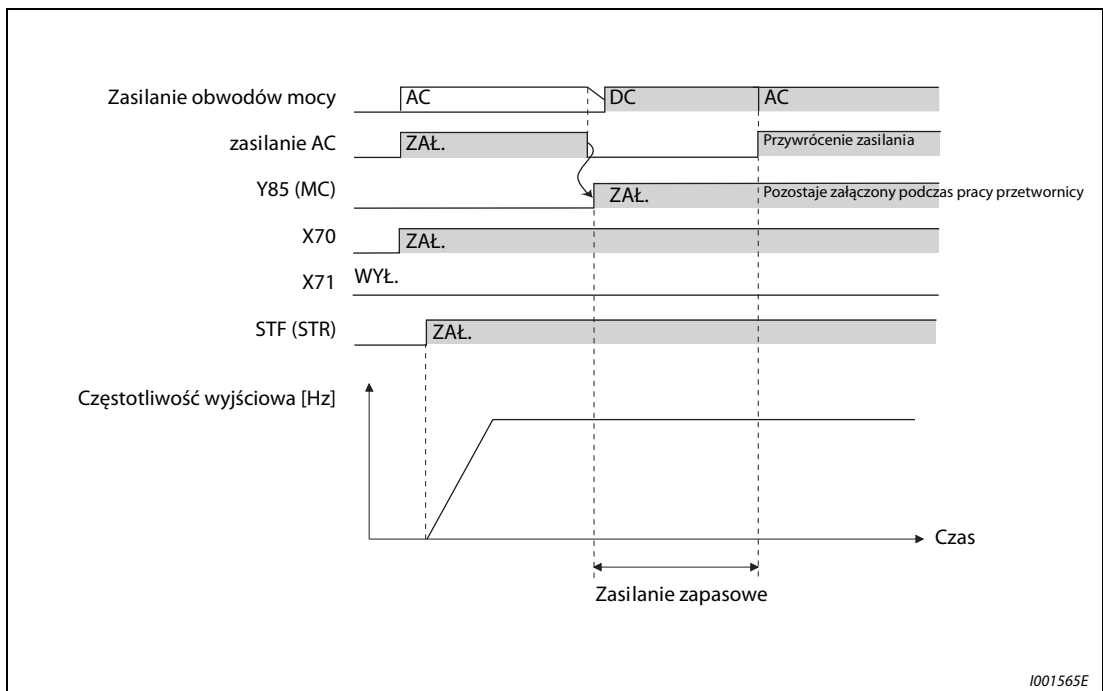 Zasilanie obwodów mocy
AC
DC
AC
zasilanie AC
ZAŁ.
Przywrócenie zasilania
Y85 (MC)
ZAŁ.
Pozostaje załączony podczas pracy przetwornicy
X70
ZAŁ.
X71
WYŁ.
STF (STR)
ZAŁ.
Częstotliwość wyjściowa [Hz]
Czas
Zasilanie zapasowe
I001565E